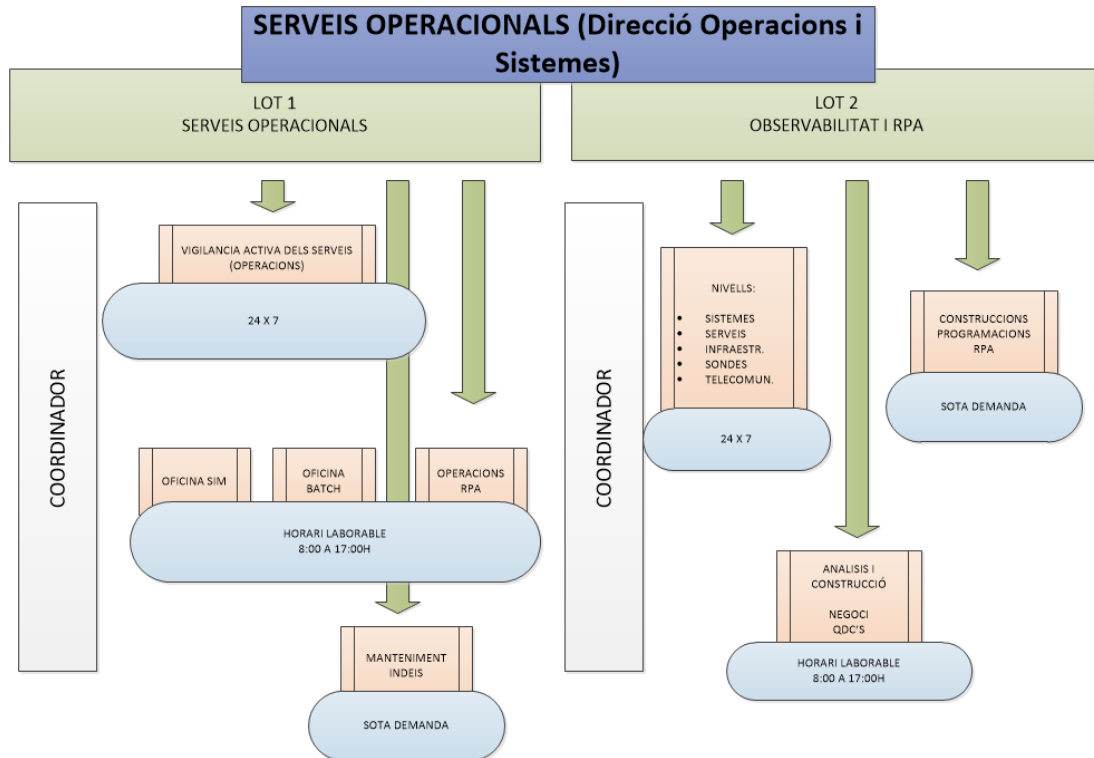 SERVEIS OPERACIONALS (Direcció Operacions i
Sistemes)
LOT 1
SERVEIS OPERACIONALS
COORDINADOR
VIGILANCIA ACTIVA DELS SERVEIS
(OPERACIONS)
24 X 7
OFICINA SIM
OFICINA
BATCH
OPERACIONS
RPA
HORARI LABORABLE
8:00 A 17:00H
MANTENIMENT
INDEIS
SOTA DEMANDA
LOT 2
OBSERVABILITAT I RPA
COORDINADOR
NIVELLS:
• SISTEMES
• SERVEIS
• INFRAESTR.
• SONDES
• TELECOMUN.
24 X 7
CONSTRUCCIONS
PROGRAMACIONS
RPA
SOTA DEMANDA
ANALISIS I
CONSTRUCCIÓ
NEGOCI
QDC'S
HORARI LABORABLE
8:00 A 17:00H